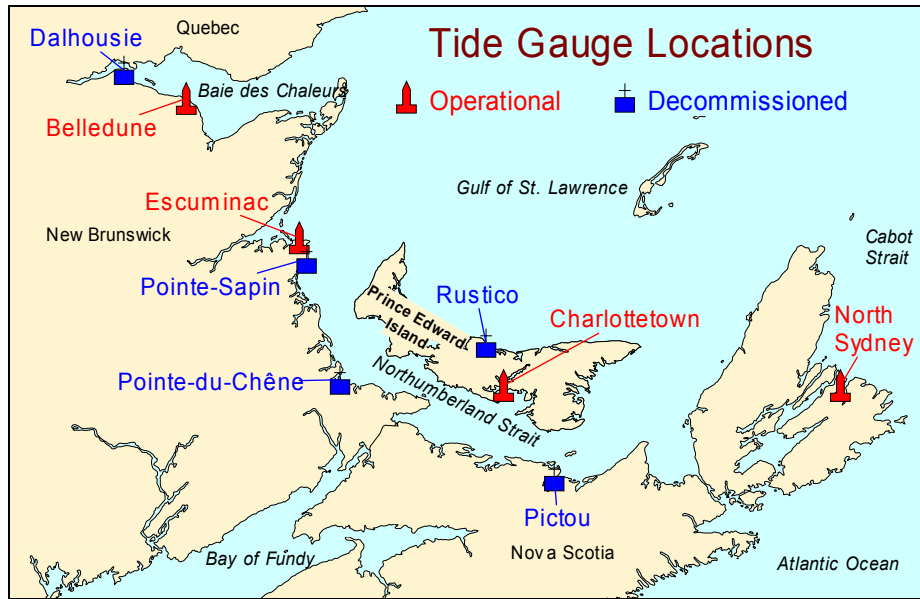 Tide Gauge Locations
Operational
Decommissioned
Quebec
Dalhousie
Baie des Chaleurs
Belledune
Gulf of St. Lawrence
Escuminac
New Brunswick
Cabot
Strait
Pointe-Sapin
Rustico
Prince Edward
Island
Charlottetown
North
Sydney
Pointe-du-Chêne
Northumberland Strait
Pictou
Nova Scotia
Bay of Fundy
Atlantic Ocean